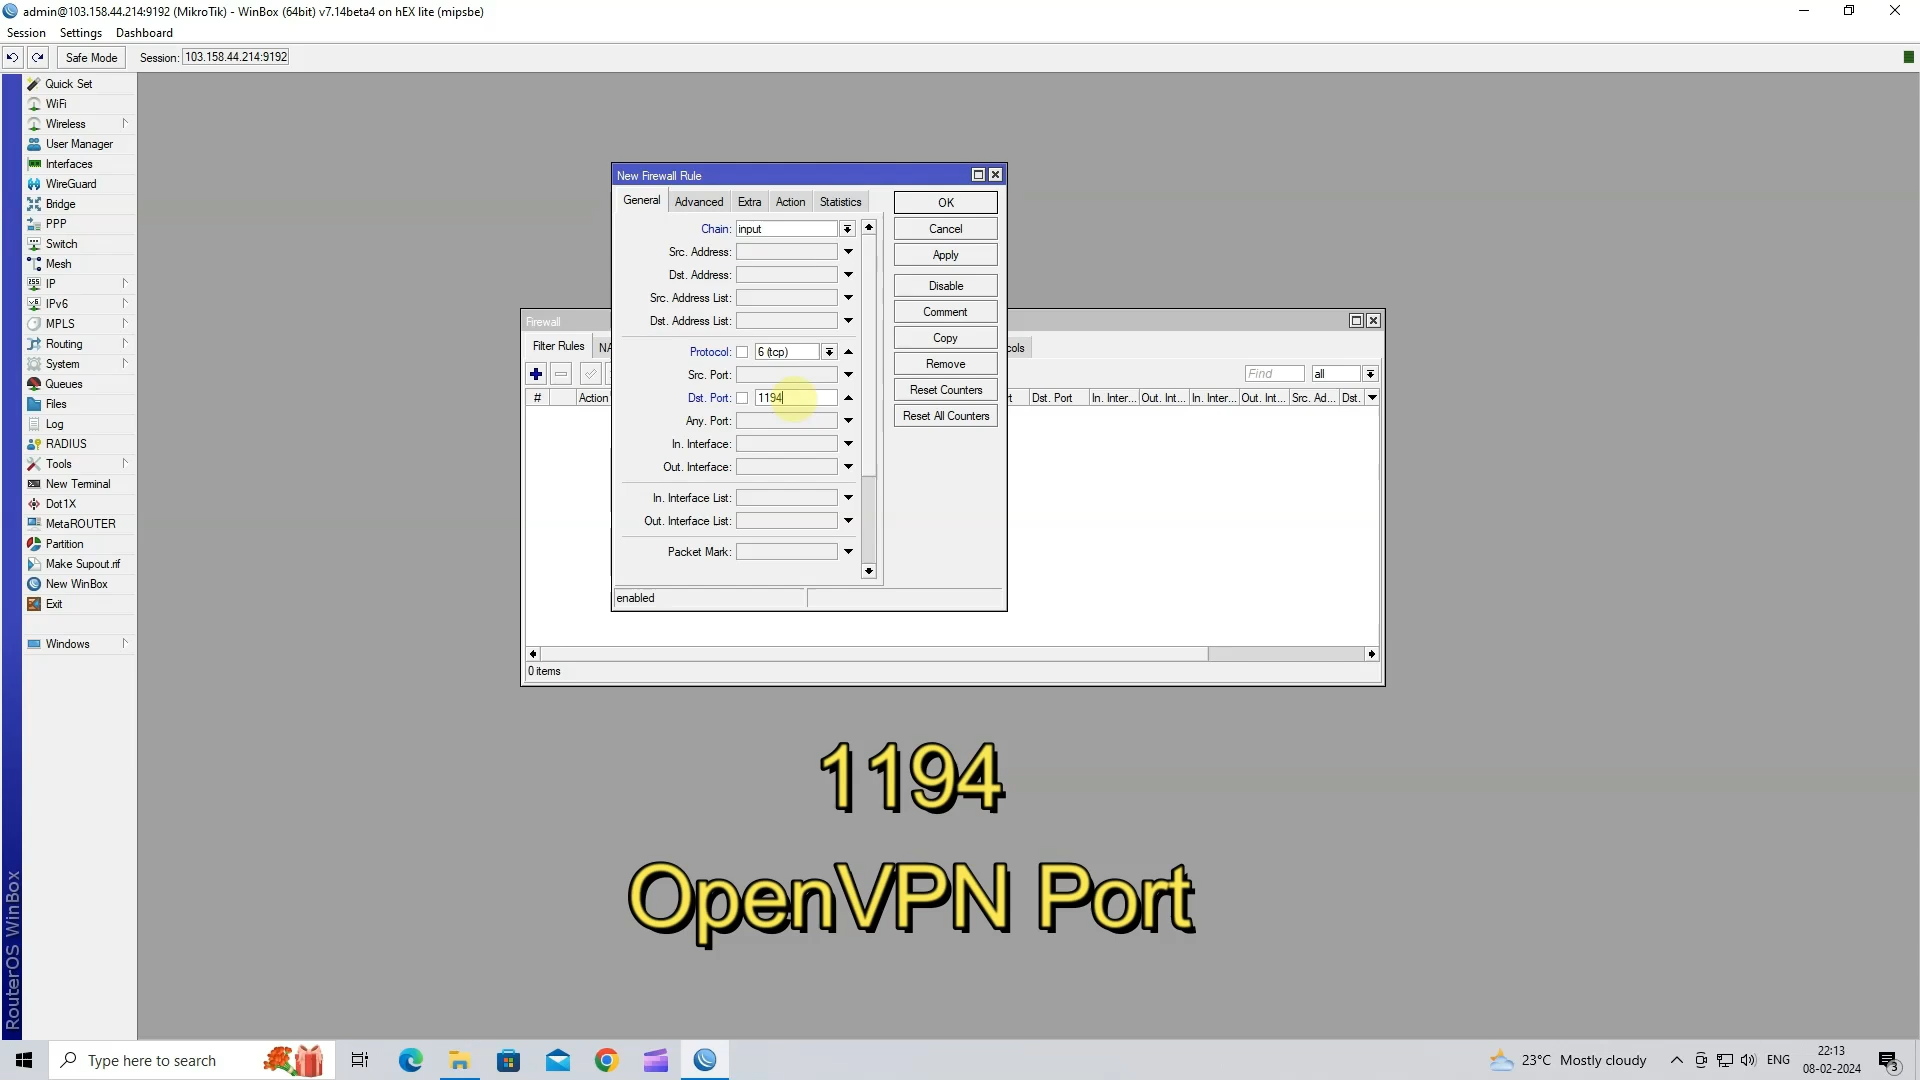 admin@103.158.44.214:9192 (MikroTik) - WinBox (64bit) v7.14beta4 on hEX lite (mipsbe)
Session Settings Dashboard
Safe Mode Session: 103.158.44.214:9192
Quick Set
WiFi
Wireless
User Manager
Interfaces
WireGuard
Bridge
PPP
Switch
Mesh
IP
IPv6
MPLS
Routing
System
Queues
Files
Log
RADIUS
Tools
New Terminal
Dot1X
MetaROUTER
Partition
Make Supout.rif
New WinBox
Exit
Windows
RouterOS WinBox
New Firewall Rule
General Advanced Extra Action Statistics
Chain: input
Src. Address:
Dst. Address:
Src. Address List:
Dst. Address List:
Protocol: 6 (tcp)
Src. Port:
Dst. Port: 1194
Any. Port:
In. Interface:
Out. Interface:
In. Interface List:
Out. Interface List:
Packet Mark:
enabled
OK
Cancel
Apply
Disable
Comment
Copy
Remove
Reset Counters
Reset All Counters
Firewall
Filter Rules NA cols
Find all
# Action rt Dst. Port In. Inter... Out. Int... In. Inter... Out. Int... Src. Ad... Dst.
0 items
1194
OpenVPN Port
Type here to search
23°C Mostly cloudy
ENG
22:13
08-02-2024
3